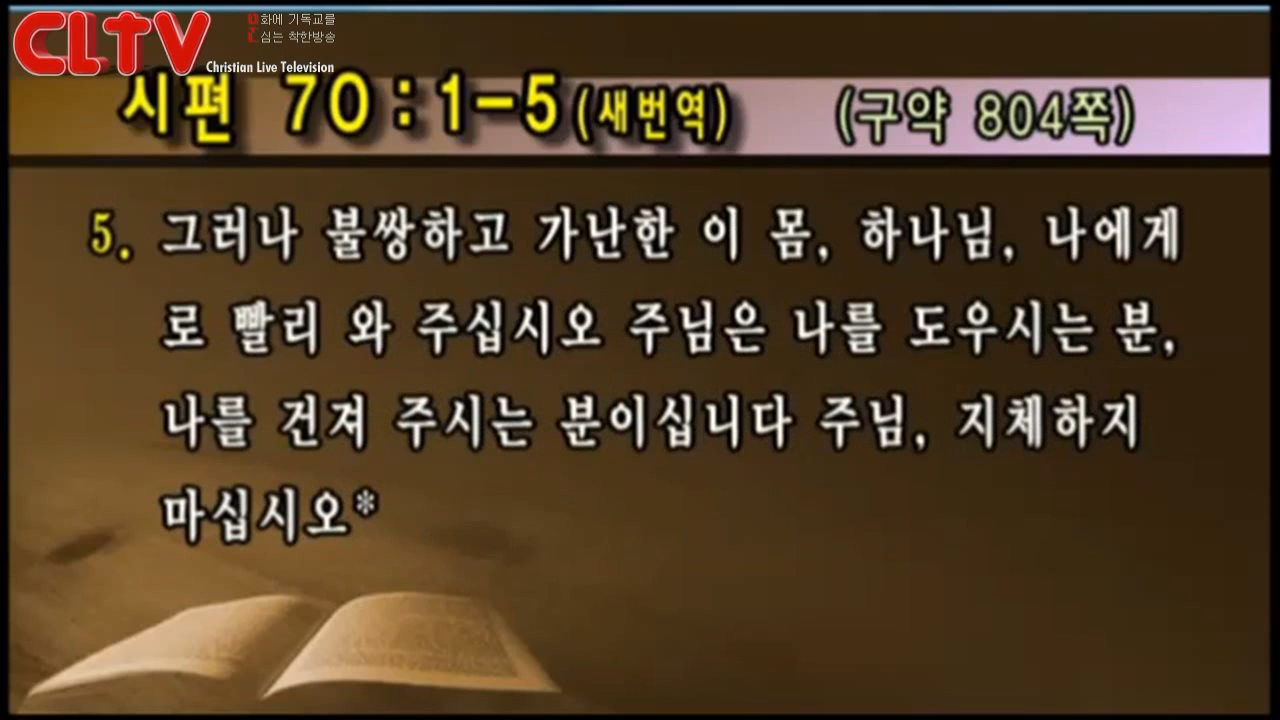 CLTV
화에 기독교를
심는 착한방송
Christian Live Television
시편 70:1-5(새번역) (구약 804쪽)
5. 그러나 불쌍하고 가난한 이 몸, 하나님, 나에게
로 빨리 와 주십시오 주님은 나를 도우시는 분,
나를 건져 주시는 분이십니다 주님, 지체하지
마십시오*